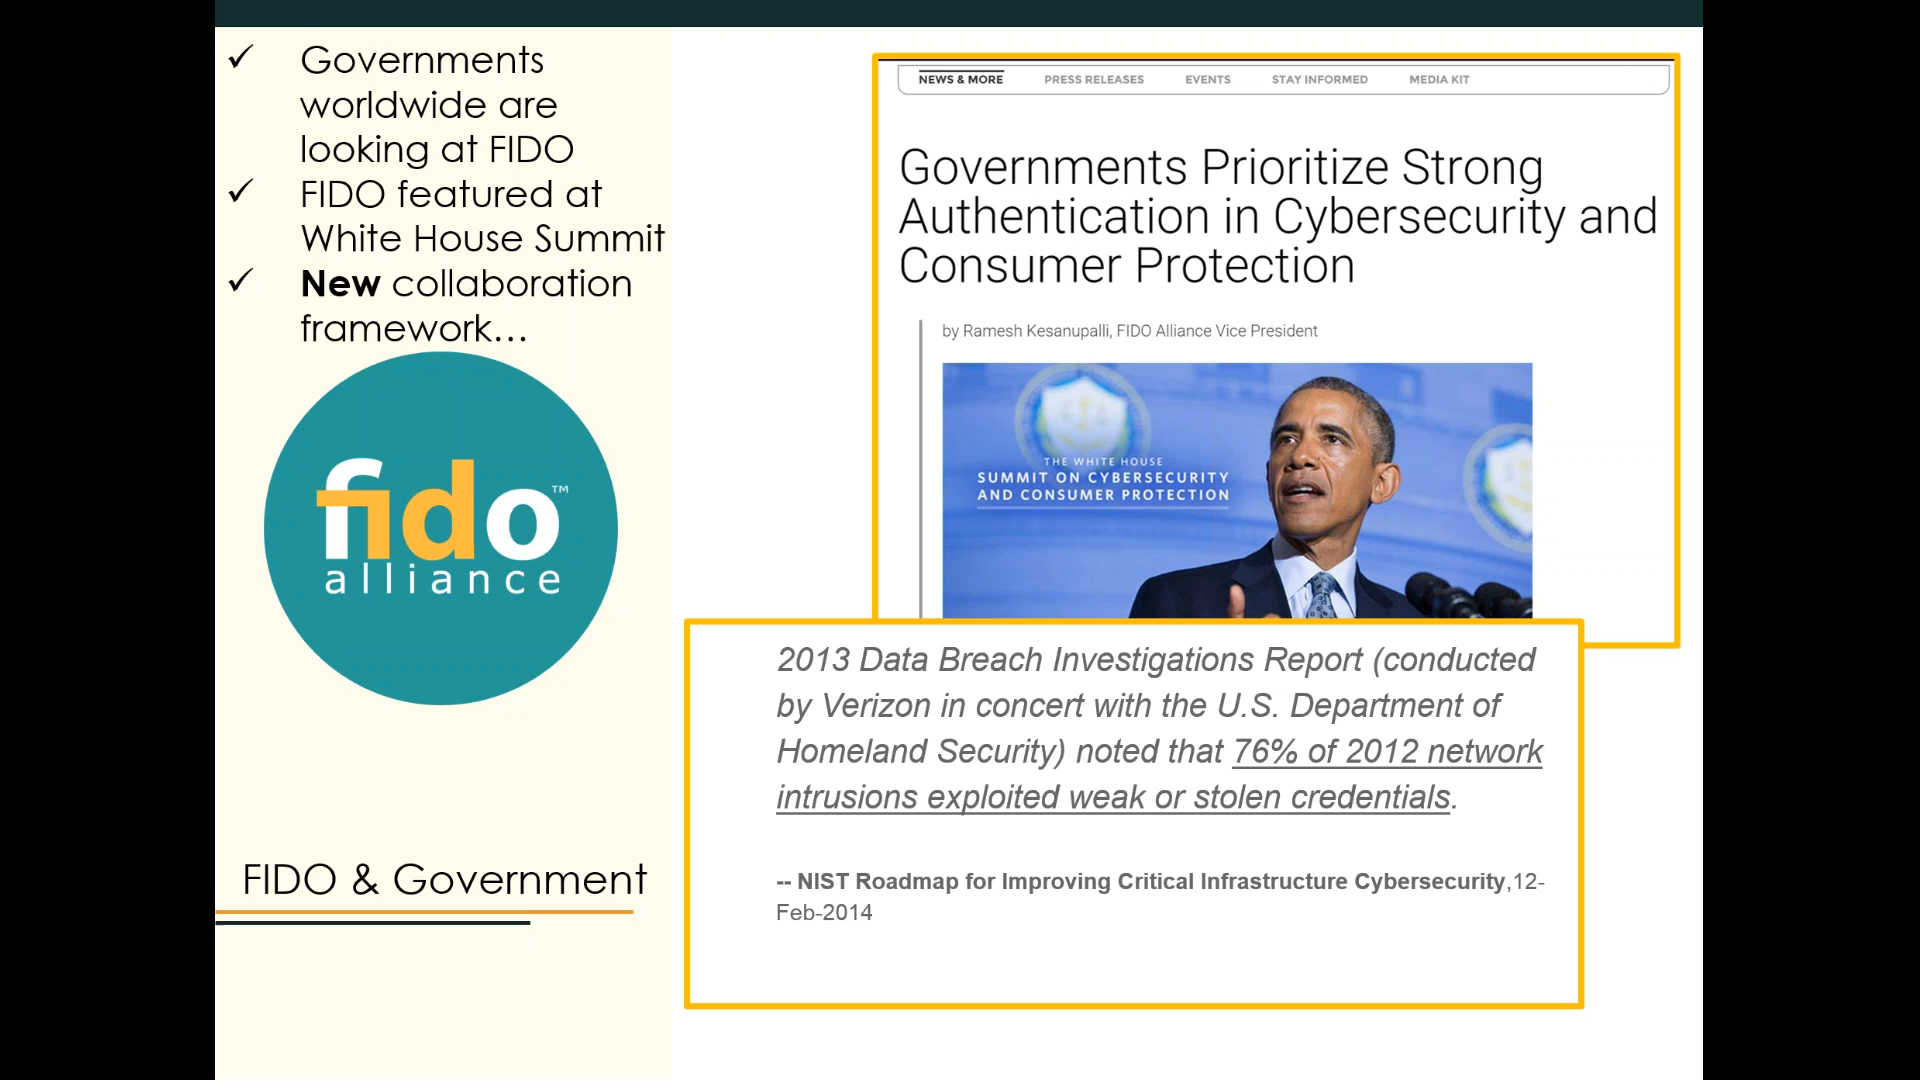 ✓ Governments
worldwide are
looking at FIDO
✓ FIDO featured at
White House Summit
✓ New collaboration
framework…
fido™
alliance
FIDO & Government
NEWS & MORE PRESS RELEASES EVENTS STAY INFORMED MEDIA KIT
Governments Prioritize Strong
Authentication in Cybersecurity and
Consumer Protection
by Ramesh Kesanupalli, FIDO Alliance Vice President
THE WHITE HOUSE
SUMMIT ON CYBERSECURITY
AND CONSUMER PROTECTION
2013 Data Breach Investigations Report (conducted
by Verizon in concert with the U.S. Department of
Homeland Security) noted that 76% of 2012 network
intrusions exploited weak or stolen credentials.
-- NIST Roadmap for Improving Critical Infrastructure Cybersecurity,12-
Feb-2014